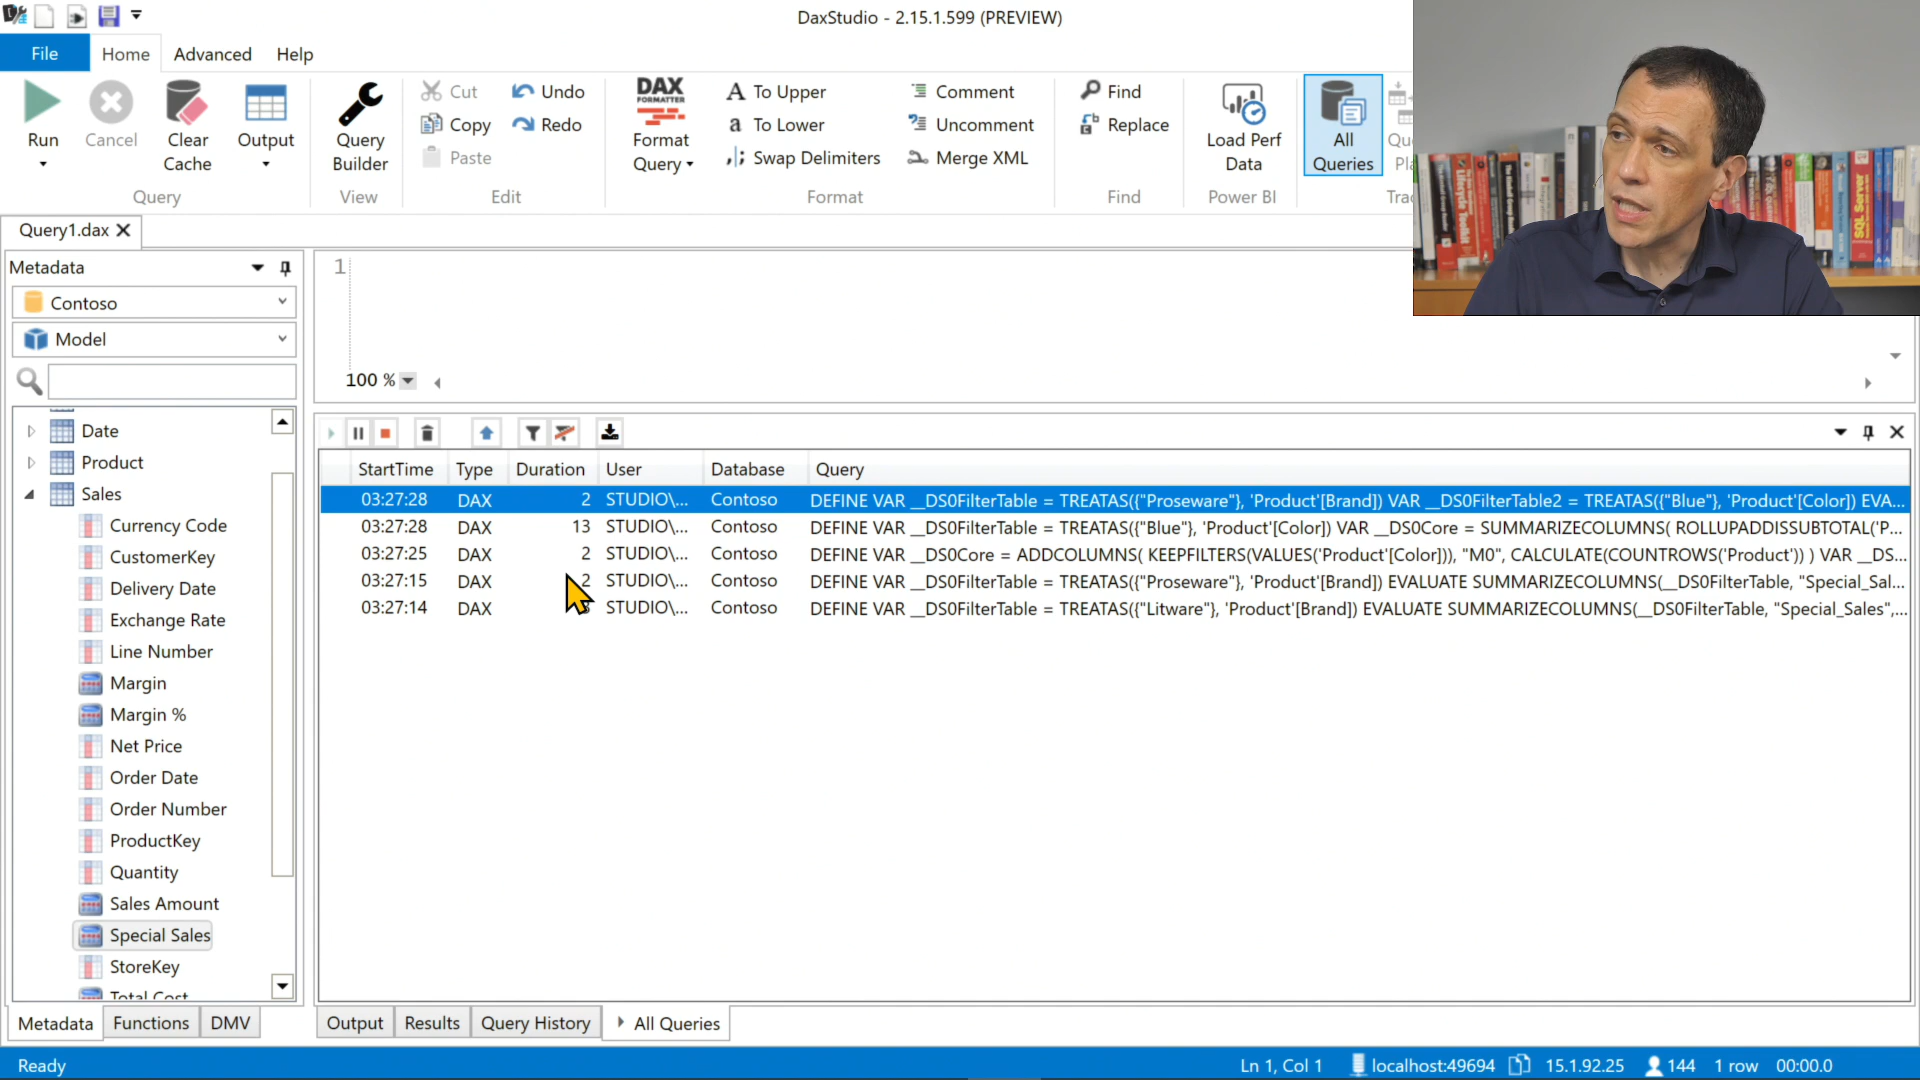 DaxStudio - 2.15.1.599 (PREVIEW)
File
Home
Advanced
Help
Run
Cancel
Clear
Cache
Output
Query
Query
Builder
View
Cut
Copy
Paste
Undo
Redo
Edit
DAX
FORMATTER
Format
Query
A To Upper
a To Lower
Swap Delimiters
Format
Comment
Uncomment
Merge XML
Find
Replace
Find
Load Perf
Data
Power BI
All
Queries
Query1.dax
Metadata
Contoso
Model
Date
Product
Sales
Currency Code
CustomerKey
Delivery Date
Exchange Rate
Line Number
Margin
Margin %
Net Price
Order Date
Order Number
ProductKey
Quantity
Sales Amount
Special Sales
StoreKey
Total Cost
Metadata
Functions
DMV
1
100 %
StartTime Type Duration User Database Query
03:27:28 DAX 2 STUDIO\... Contoso DEFINE VAR __DS0FilterTable = TREATAS({"Proseware"}, 'Product'[Brand]) VAR __DS0FilterTable2 = TREATAS({"Blue"}, 'Product'[Color]) EVA...
03:27:28 DAX 13 STUDIO\... Contoso DEFINE VAR __DS0FilterTable = TREATAS({"Blue"}, 'Product'[Color]) VAR __DS0Core = SUMMARIZECOLUMNS( ROLLUPADDISSUBTOTAL('P...
03:27:25 DAX 2 STUDIO\... Contoso DEFINE VAR __DS0Core = ADDCOLUMNS( KEEPFILTERS(VALUES('Product'[Color])), "M0", CALCULATE(COUNTROWS('Product')) ) VAR __DS...
03:27:15 DAX 2 STUDIO\... Contoso DEFINE VAR __DS0FilterTable = TREATAS({"Proseware"}, 'Product'[Brand]) EVALUATE SUMMARIZECOLUMNS(__DS0FilterTable, "Special_Sal...
03:27:14 DAX STUDIO\... Contoso DEFINE VAR __DS0FilterTable = TREATAS({"Litware"}, 'Product'[Brand]) EVALUATE SUMMARIZECOLUMNS(__DS0FilterTable, "Special_Sales",...
Output
Results
Query History
All Queries
Ready
Ln 1, Col 1
localhost:49694
15.1.92.25
144
1 row
00:00.0
SQL Server